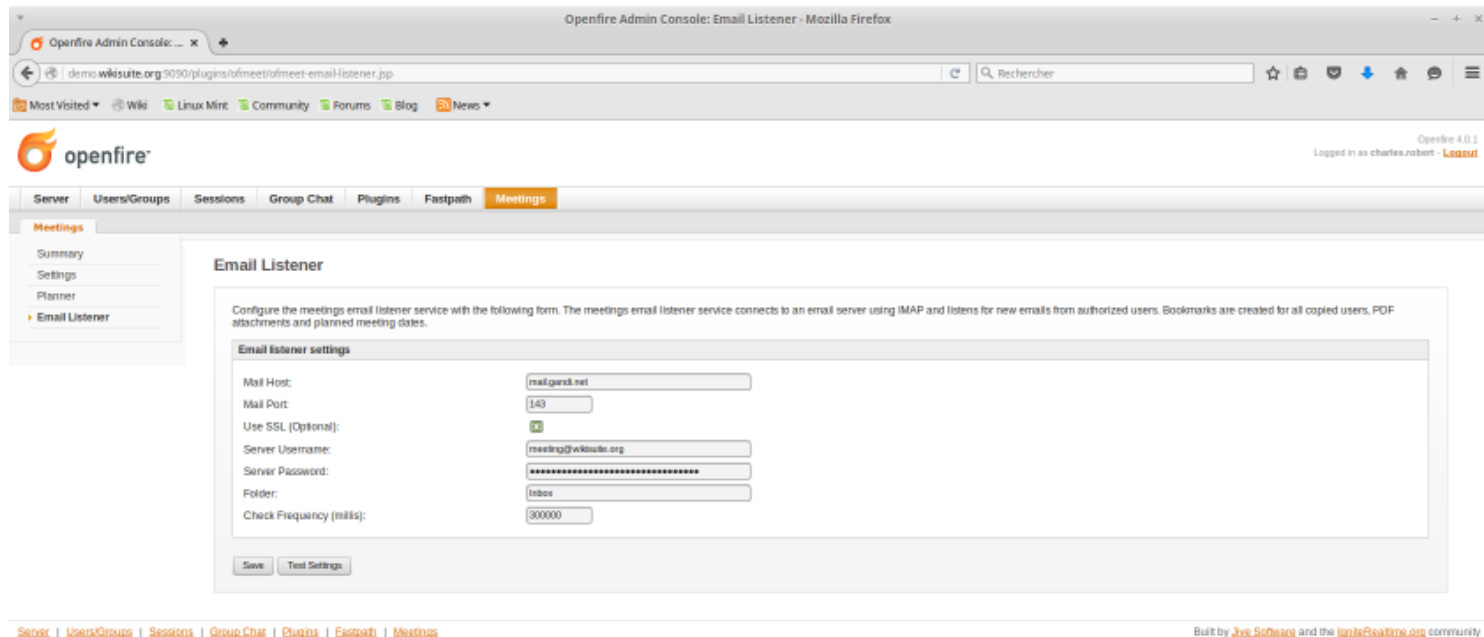 Openfire Admin Console: Email Listener - Mozilla Firefox
Openfire Admin Console: ...
demo.wikisuite.org:9090/plugins/ofmeet/ofmeet-email-listener.jsp
Rechercher
Most Visited Wiki Linux Mint Community Forums Blog News
openfire
Openfire 4.0.1
Logged in as charles.robert - Logout
Server Users/Groups Sessions Group Chat Plugins Fastpath Meetings
Meetings
Summary
Settings
Planner
Email Listener
Email Listener
Configure the meetings email listener service with the following form. The meetings email listener service connects to an email server using IMAP and listens for new emails from authorized users. Bookmarks are created for all copied users, PDF
attachments and planned meeting dates.
Email listener settings
Mail Host: mail.gandi.net
Mail Port: 143
Use SSL (Optional):
Server Username: meeting@wikisuite.org
Server Password:
Folder: Inbox
Check Frequency (millis): 300000
Save Test Settings
Server | Users/Groups | Sessions | Group Chat | Plugins | Fastpath | Meetings
Built by Jive Software and the IgniteRealtime.org community